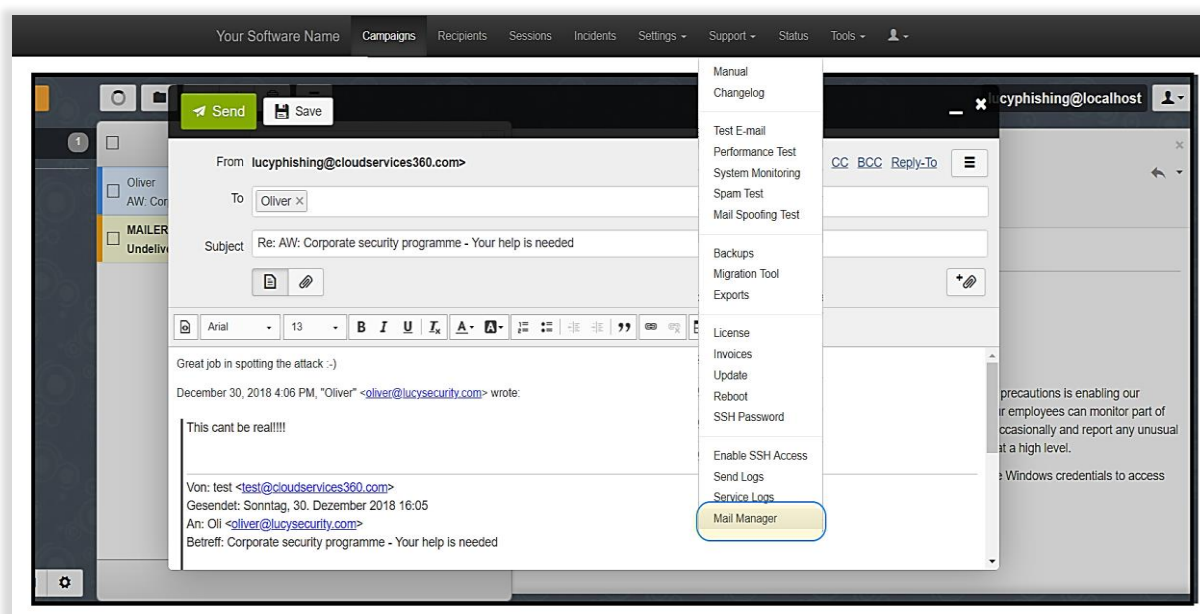 Your Software Name Campaigns Recipients Sessions Incidents Settings Support Status Tools
Manual
Changelog
Test E-mail
Performance Test
System Monitoring
Spam Test
Mail Spoofing Test
Backups
Migration Tool
Exports
License
Invoices
Update
Reboot
SSH Password
Enable SSH Access
Send Logs
Service Logs
Mail Manager
ucyphishing@localhost
1
Oliver
AW: Cor
MAILER
Undelive
Send Save
From lucyphishing@cloudservices360.com>
CC BCC Reply-To
To Oliver ×
Subject Re: AW: Corporate security programme - Your help is needed
Arial 13 B I U Ix A A
Great job in spotting the attack :-)
December 30, 2018 4:06 PM, "Oliver" <oliver@lucysecurity.com> wrote:
This cant be real!!!!
Von: test <test@cloudservices360.com>
Gesendet: Sonntag, 30. Dezember 2018 16:05
An: Oli <oliver@lucysecurity.com>
Betreff: Corporate security programme - Your help is needed
precautions is enabling our
r employees can monitor part of
ccasionally and report any unusual
at a high level.
e Windows credentials to access